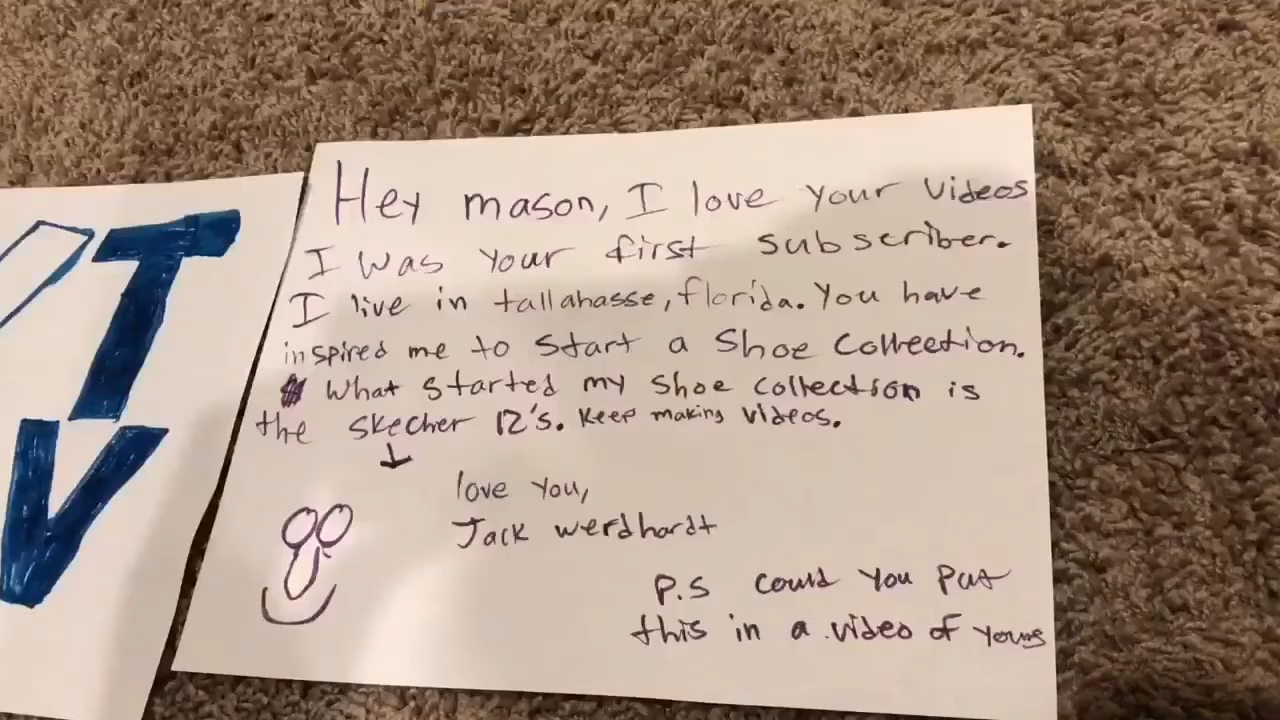 T
V
Hey mason, I love your videos
I was your first subscriber.
I live in tallahasse, florida. You have
inspired me to start a shoe collection.
What started my shoe collection is
the skecher 12's. Keep making videos.
love you,
Jack werdhardt
P.S could you put
this in a video of yours